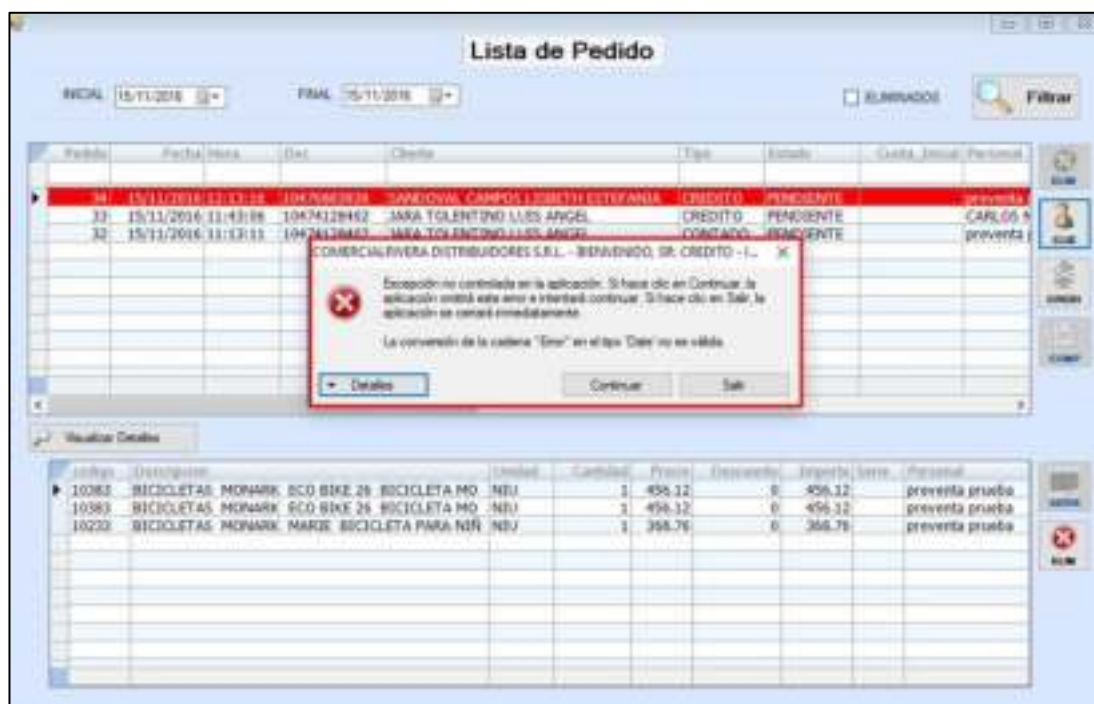 Lista de Pedido
INICIAL 15/11/2016 FINAL 15/11/2016 ELIMINADOS Filtrar
Pedido Fecha Hora Doc Cliente Tipo Estado Cuota_Inicial Personal
34 15/11/2016 SANDOVAL CAMPOS LIZBETH ESTEFANIA CREDITO PENDIENTE preventa
33 15/11/2016 11:43:06 10474128402 JARA TOLENTINO LUIS ANGEL CREDITO PENDIENTE CARLOS
32 15/11/2016 11:13:11 JARA TOLENTINO LUIS ANGEL CONTADO PENDIENTE preventa
COMERCIAL RIVERA DISTRIBUIDORES S.R.L. - BIENVENIDO, SR: CREDITO - I...
Excepción no controlada en la aplicación. Si hace clic en Continuar, la
aplicación omitirá este error e intentará continuar. Si hace clic en Salir, la
aplicación se cerrará inmediatamente.
La conversión de la cadena "Error" en el tipo 'Date' no es válida.
Detalles Continuar Salir
Visualizar Detalles
codigo Descripcion Unidad Cantidad Precio Descuento Importe Serie Personal
10383 BICICLETAS MONARK ECO BIKE 26 BICICLETA MO NIU 1 456.12 0 456.12 preventa prueba
10383 BICICLETAS MONARK ECO BIKE 26 BICICLETA MO NIU 1 456.12 0 456.12 preventa prueba
10233 BICICLETAS MONARK MARIE BICICLETA PARA NIÑ NIU 1 368.76 0 368.76 preventa prueba
ELIM